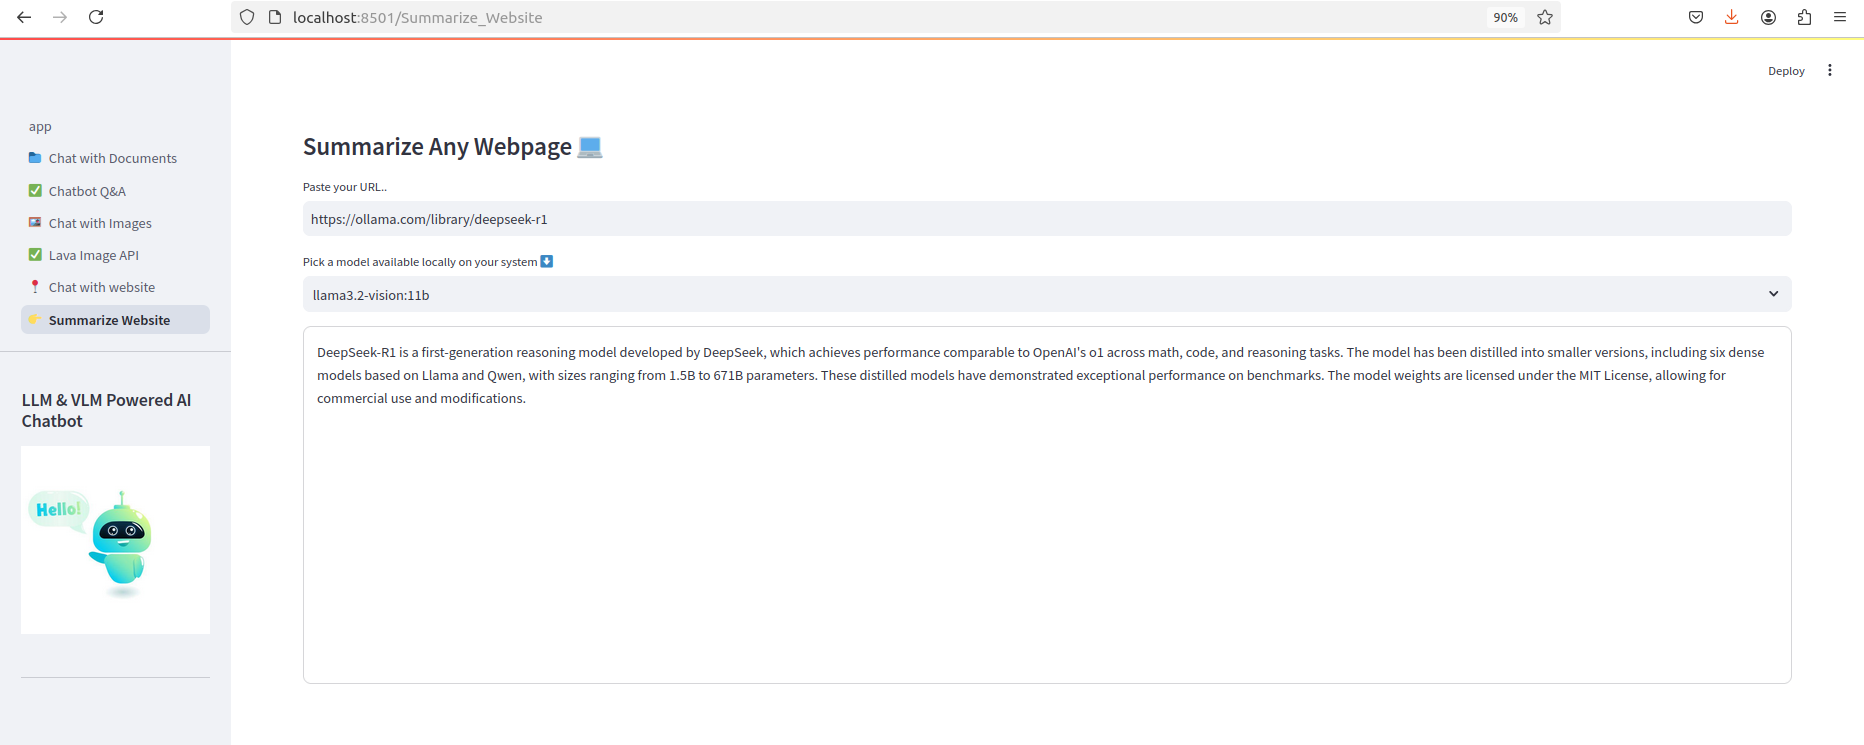 localhost:8501/Summarize_Website
90%
Deploy
app
Chat with Documents
Chatbot Q&A
Chat with Images
Lava Image API
Chat with website
Summarize Website
LLM & VLM Powered AI
Chatbot
Hello!
Summarize Any Webpage
Paste your URL..
https://ollama.com/library/deepseek-r1
Pick a model available locally on your system
llama3.2-vision:11b
DeepSeek-R1 is a first-generation reasoning model developed by DeepSeek, which achieves performance comparable to OpenAI's o1 across math, code, and reasoning tasks. The model has been distilled into smaller versions, including six dense
models based on Llama and Qwen, with sizes ranging from 1.5B to 671B parameters. These distilled models have demonstrated exceptional performance on benchmarks. The model weights are licensed under the MIT License, allowing for
commercial use and modifications.